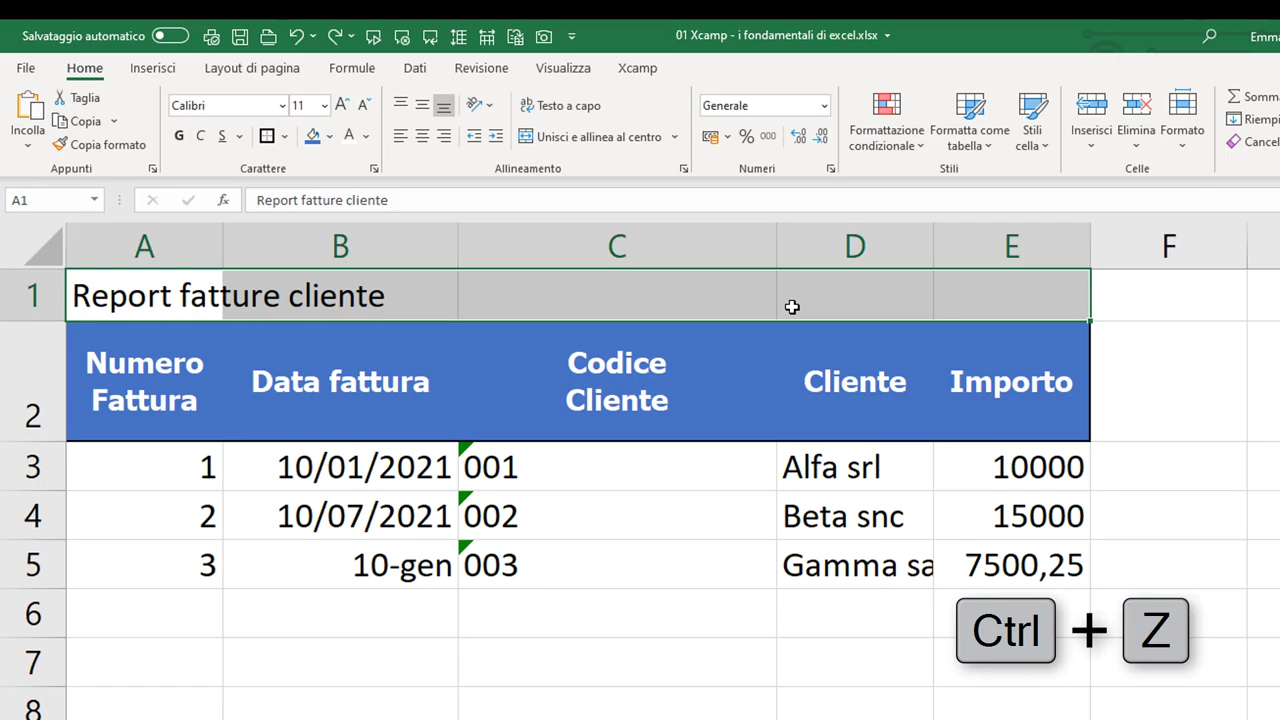 Salvataggio automatico
01 Xcamp - i fondamentali di excel.xlsx
Emma
File Home Inserisci Layout di pagina Formule Dati Revisione Visualizza Xcamp
Incolla
Taglia
Copia
Copia formato
Appunti
Calibri 11
G C S A
Carattere
Testo a capo
Unisci e allinea al centro
Allineamento
Generale
% 000
Numeri
Formattazione condizionale
Formatta come tabella
Stili cella
Stili
Inserisci Elimina Formato
Celle
Somma
Riempi
Cancel
A1 fx Report fatture cliente
A B C D E F
1 Report fatture cliente
2 Numero Fattura Data fattura Codice Cliente Cliente Importo
3 1 10/01/2021 001 Alfa srl 10000
4 2 10/07/2021 002 Beta snc 15000
5 3 10-gen 003 Gamma sa 7500,25
6
7
8
Ctrl + Z